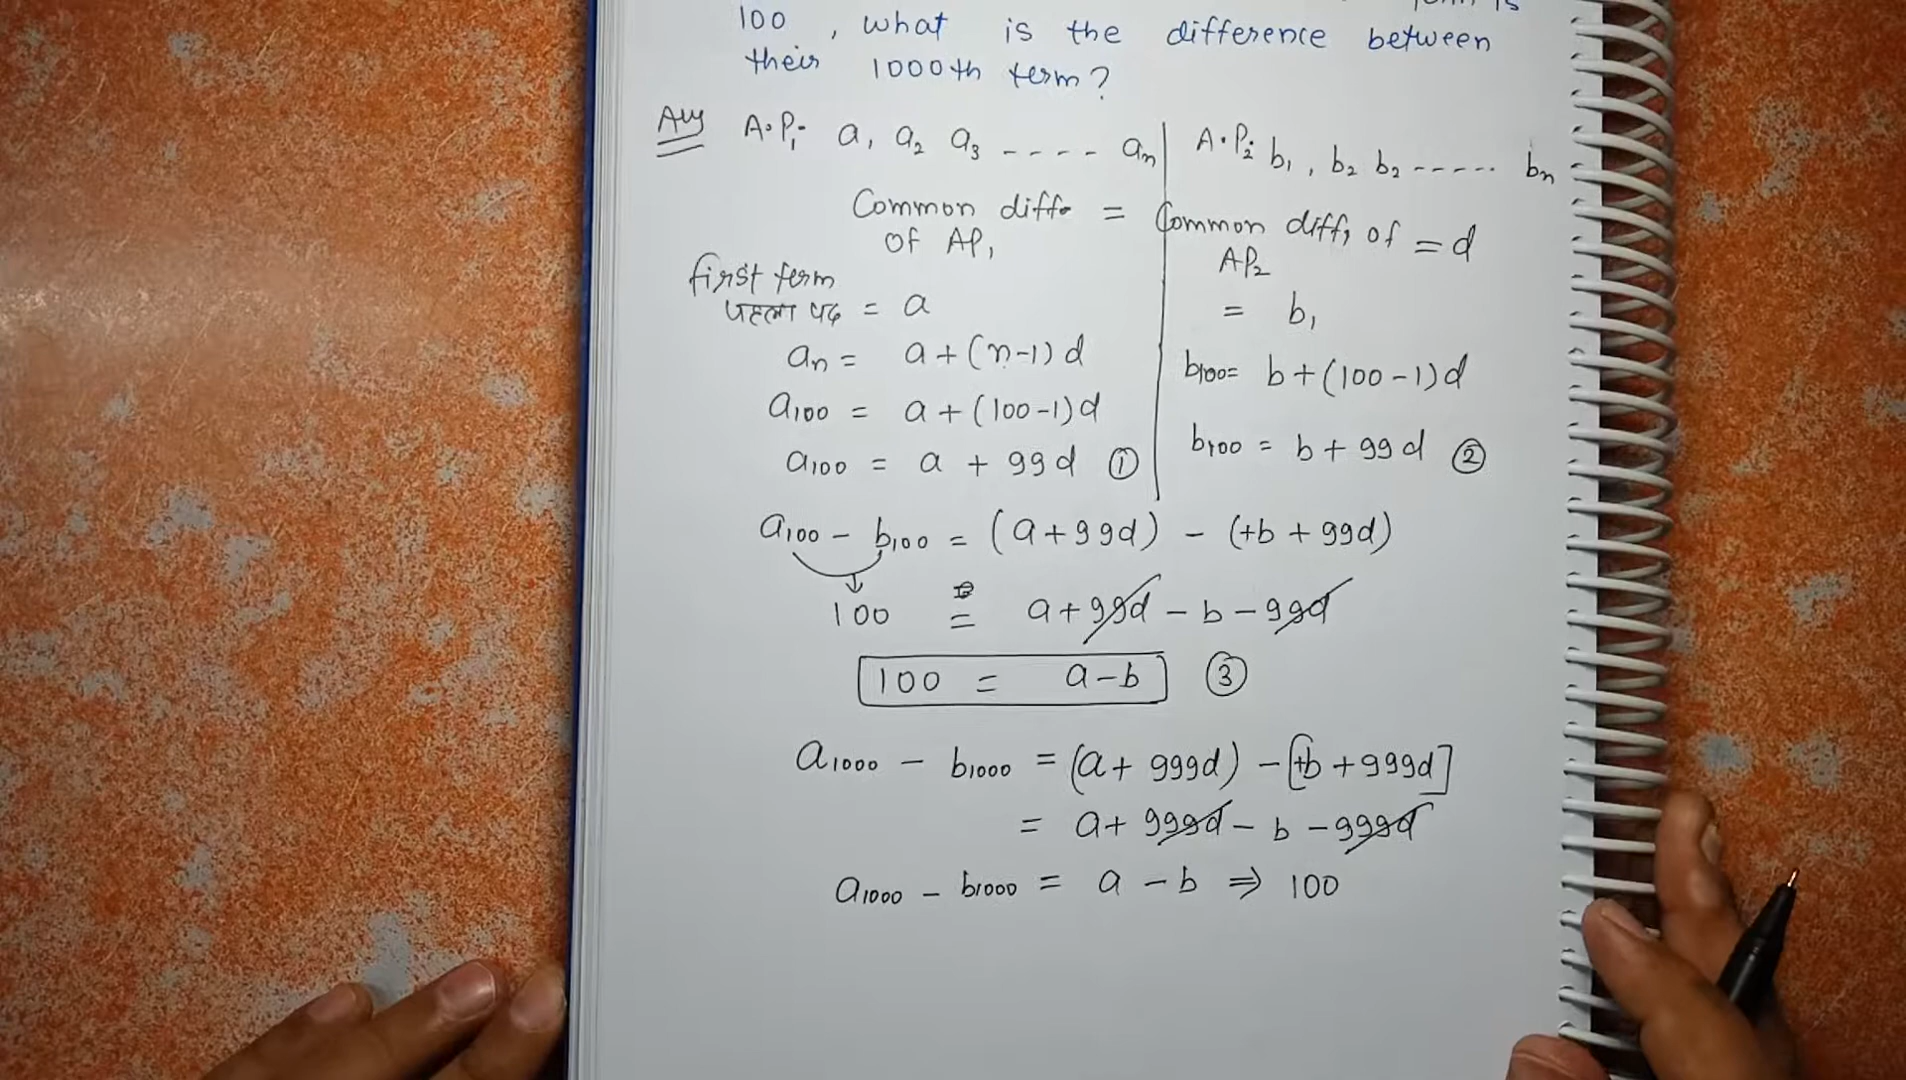 100 , what is the difference between
their 1000th term?
Ans A.P₁:- a, a₂ a₃ ---- aₙ | A.P₂: b₁, b₂ b₂ ----- bₙ
Common diff. = Common diff, of = d
of AP₁ AP₂
first term
पहला पद = a = b₁
aₙ = a + (n-1) d
b₁₀₀ = b + (100-1)d
a₁₀₀ = a + (100-1)d
a₁₀₀ = a + 99d ① b₁₀₀ = b + 99d ②
a₁₀₀ - b₁₀₀ = (a + 99d) - (+b + 99d)
100 = a + 99d - b - 99d
100 = a-b ③
a₁₀₀₀ - b₁₀₀₀ = (a + 999d) - [+b + 999d]
= a + 999d - b - 999d
a₁₀₀₀ - b₁₀₀₀ = a - b ⇒ 100